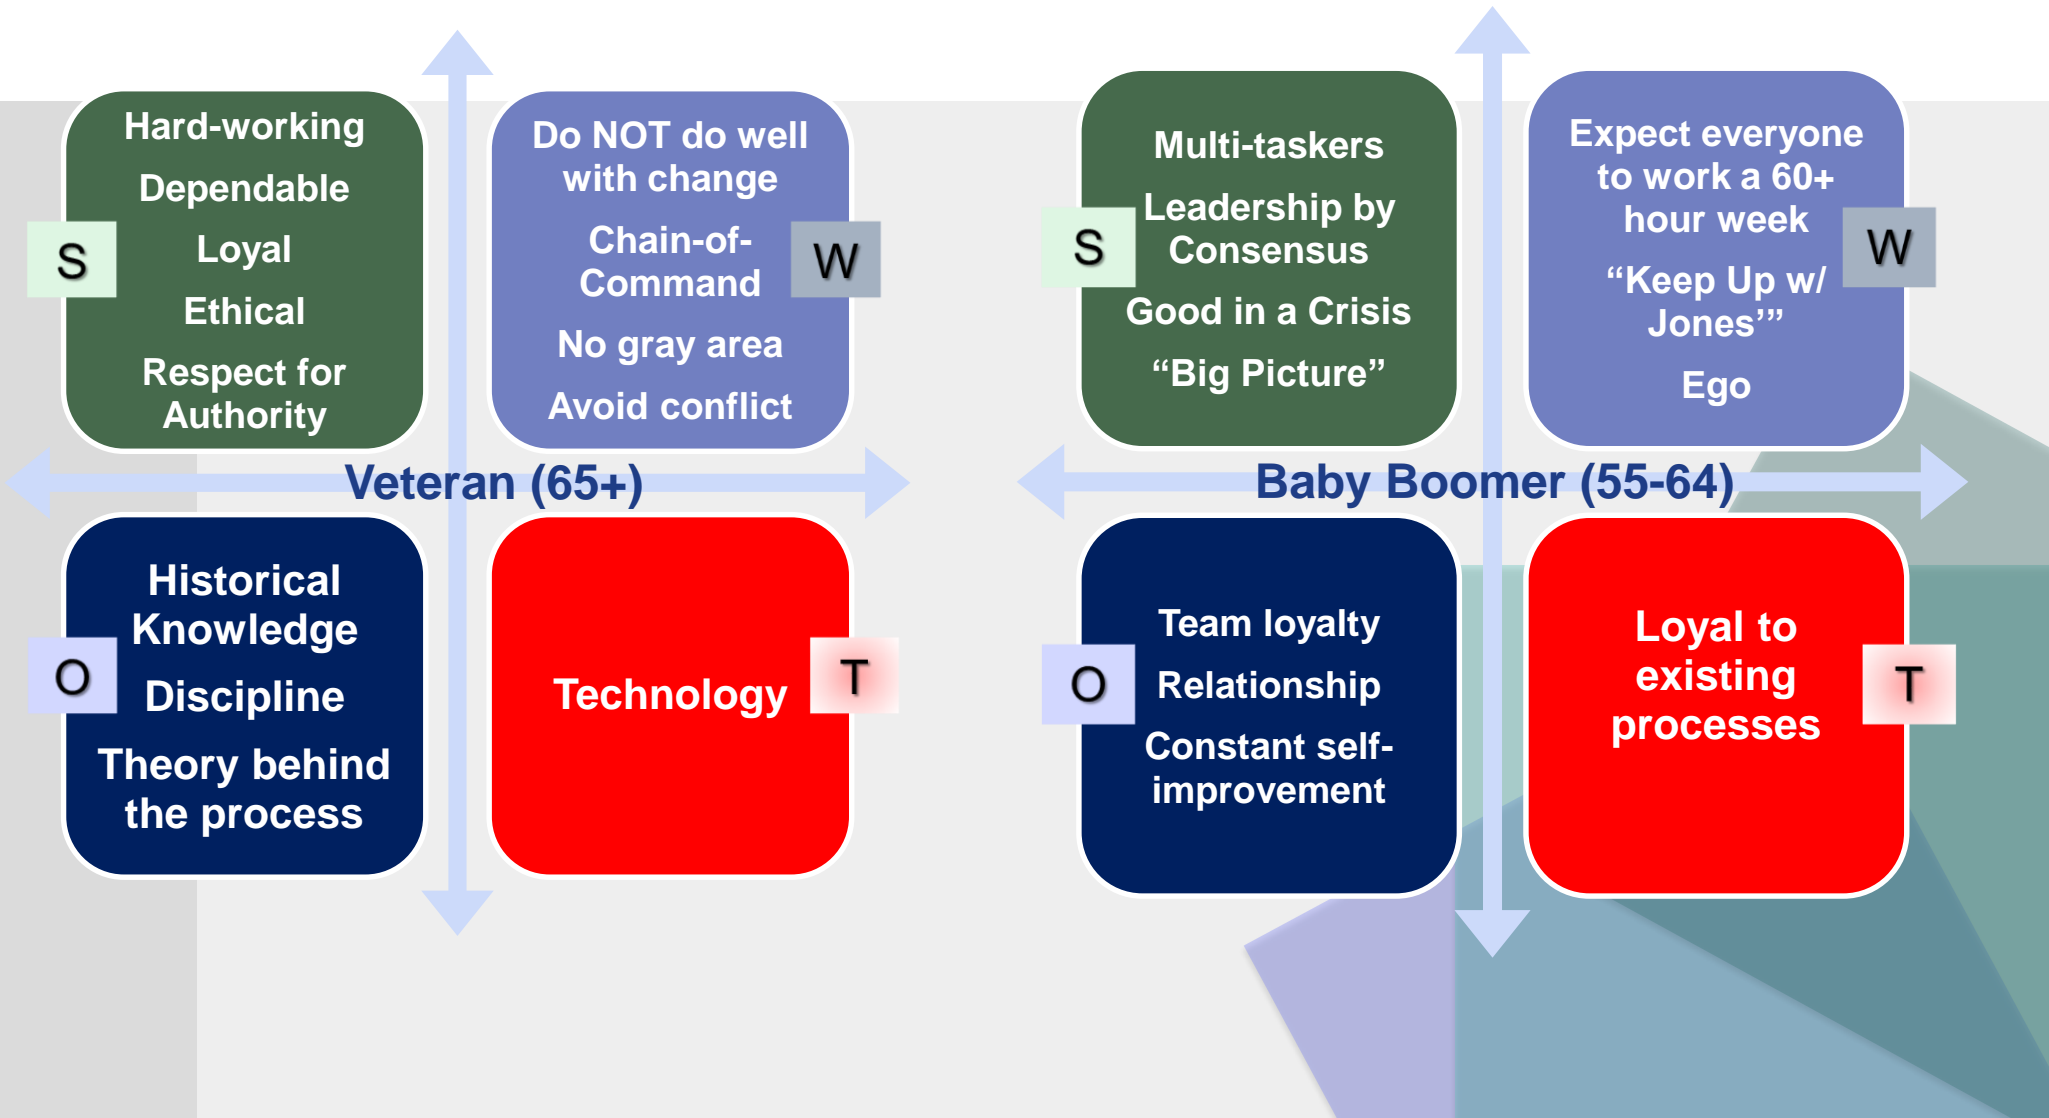 Hard-working
Dependable
Loyal
Ethical
Respect for
Authority
S
Do NOT do well
with change
Chain-of-
Command
No gray area
Avoid conflict
W
Veteran (65+)
Historical
Knowledge
Discipline
Theory behind
the process
O
Technology
T
Multi-taskers
Leadership by
Consensus
Good in a Crisis
“Big Picture”
S
Expect everyone
to work a 60+
hour week
“Keep Up w/
Jones’”
Ego
W
Baby Boomer (55-64)
Team loyalty
Relationship
Constant self-
improvement
O
Loyal to
existing
processes
T